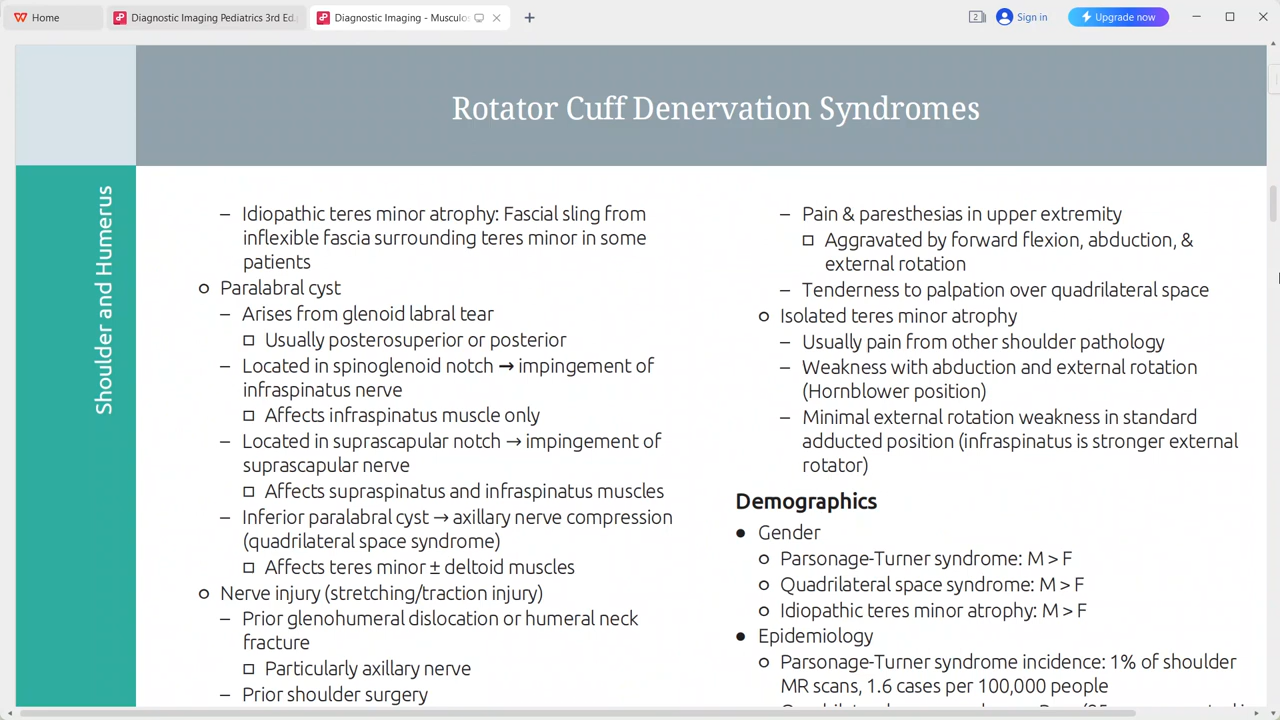 Home
Diagnostic Imaging Pediatrics 3rd Ed.
Diagnostic Imaging - Musculos
2
Sign in
Upgrade now
Rotator Cuff Denervation Syndromes
Shoulder and Humerus
– Idiopathic teres minor atrophy: Fascial sling from
inflexible fascia surrounding teres minor in some
patients
○ Paralabral cyst
– Arises from glenoid labral tear
□ Usually posterosuperior or posterior
– Located in spinoglenoid notch → impingement of
infraspinatus nerve
□ Affects infraspinatus muscle only
– Located in suprascapular notch → impingement of
suprascapular nerve
□ Affects supraspinatus and infraspinatus muscles
– Inferior paralabral cyst → axillary nerve compression
(quadrilateral space syndrome)
□ Affects teres minor ± deltoid muscles
○ Nerve injury (stretching/traction injury)
– Prior glenohumeral dislocation or humeral neck
fracture
□ Particularly axillary nerve
– Prior shoulder surgery
– Pain & paresthesias in upper extremity
□ Aggravated by forward flexion, abduction, &
external rotation
– Tenderness to palpation over quadrilateral space
○ Isolated teres minor atrophy
– Usually pain from other shoulder pathology
– Weakness with abduction and external rotation
(Hornblower position)
– Minimal external rotation weakness in standard
adducted position (infraspinatus is stronger external
rotator)
Demographics
● Gender
○ Parsonage-Turner syndrome: M > F
○ Quadrilateral space syndrome: M > F
○ Idiopathic teres minor atrophy: M > F
● Epidemiology
○ Parsonage-Turner syndrome incidence: 1% of shoulder
MR scans, 1.6 cases per 100,000 people